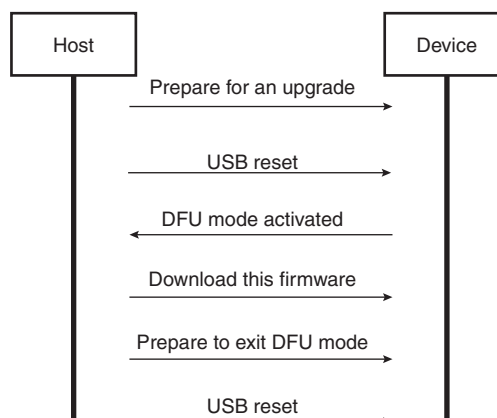 Host
Device
Prepare for an upgrade
USB reset
DFU mode activated
Download this firmware
Prepare to exit DFU mode
USB reset